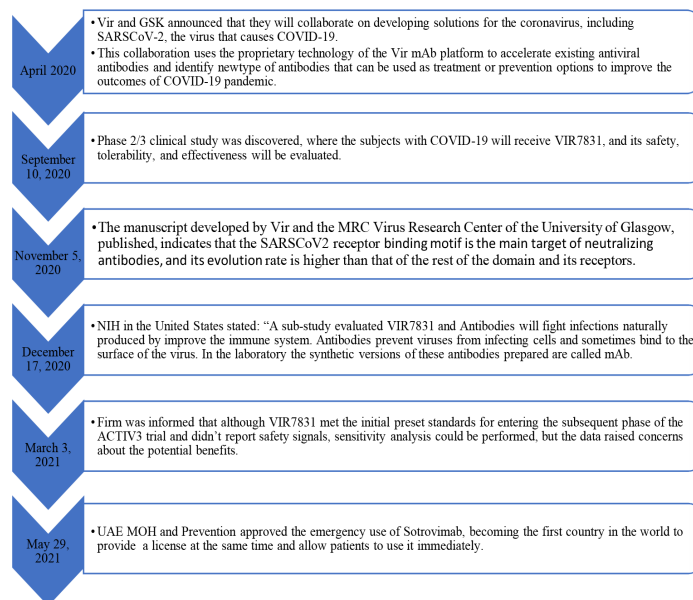 April 2020
• Vir and GSK announced that they will collaborate on developing solutions for the coronavirus, including
SARSCoV-2, the virus that causes COVID-19.
• This collaboration uses the proprietary technology of the Vir mAb platform to accelerate existing antiviral
antibodies and identify newtype of antibodies that can be used as treatment or prevention options to improve the
outcomes of COVID-19 pandemic.
September
10, 2020
• Phase 2/3 clinical study was discovered, where the subjects with COVID-19 will receive VIR7831, and its safety,
tolerability, and effectiveness will be evaluated.
November 5,
2020
• The manuscript developed by Vir and the MRC Virus Research Center of the University of Glasgow,
published, indicates that the SARSCoV2 receptor binding motif is the main target of neutralizing
antibodies, and its evolution rate is higher than that of the rest of the domain and its receptors.
December
17, 2020
• NIH in the United States stated: “A sub-study evaluated VIR7831 and Antibodies will fight infections naturally
produced by improve the immune system. Antibodies prevent viruses from infecting cells and sometimes bind to the
surface of the virus. In the laboratory the synthetic versions of these antibodies prepared are called mAb.
March 3,
2021
• Firm was informed that although VIR7831 met the initial preset standards for entering the subsequent phase of the
ACTIV3 trial and didn't report safety signals, sensitivity analysis could be performed, but the data raised concerns
about the potential benefits.
May 29,
2021
• UAE MOH and Prevention approved the emergency use of Sotrovimab, becoming the first country in the world to
provide a license at the same time and allow patients to use it immediately.